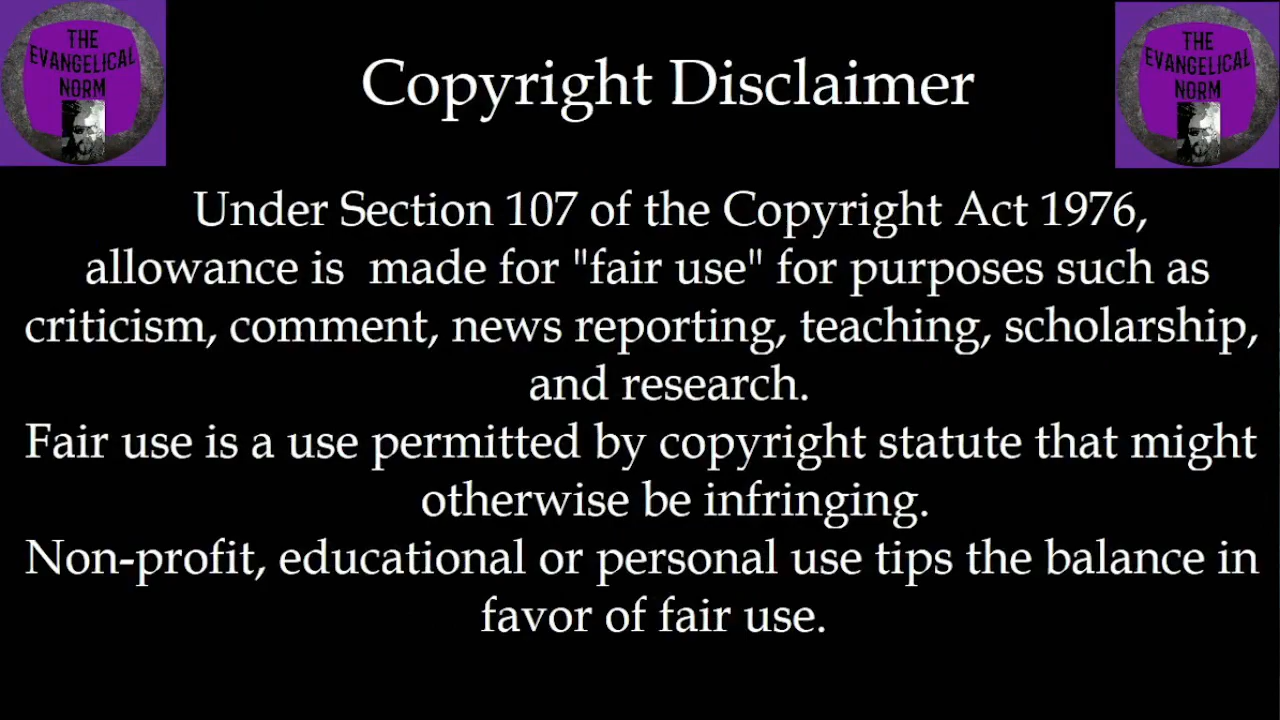 THE
EVANGELICAL
NORM
THE
EVANGELICAL
NORM
Copyright Disclaimer
Under Section 107 of the Copyright Act 1976,
allowance is  made for "fair use" for purposes such as
criticism, comment, news reporting, teaching, scholarship,
and research.
Fair use is a use permitted by copyright statute that might
otherwise be infringing.
Non-profit, educational or personal use tips the balance in
favor of fair use.